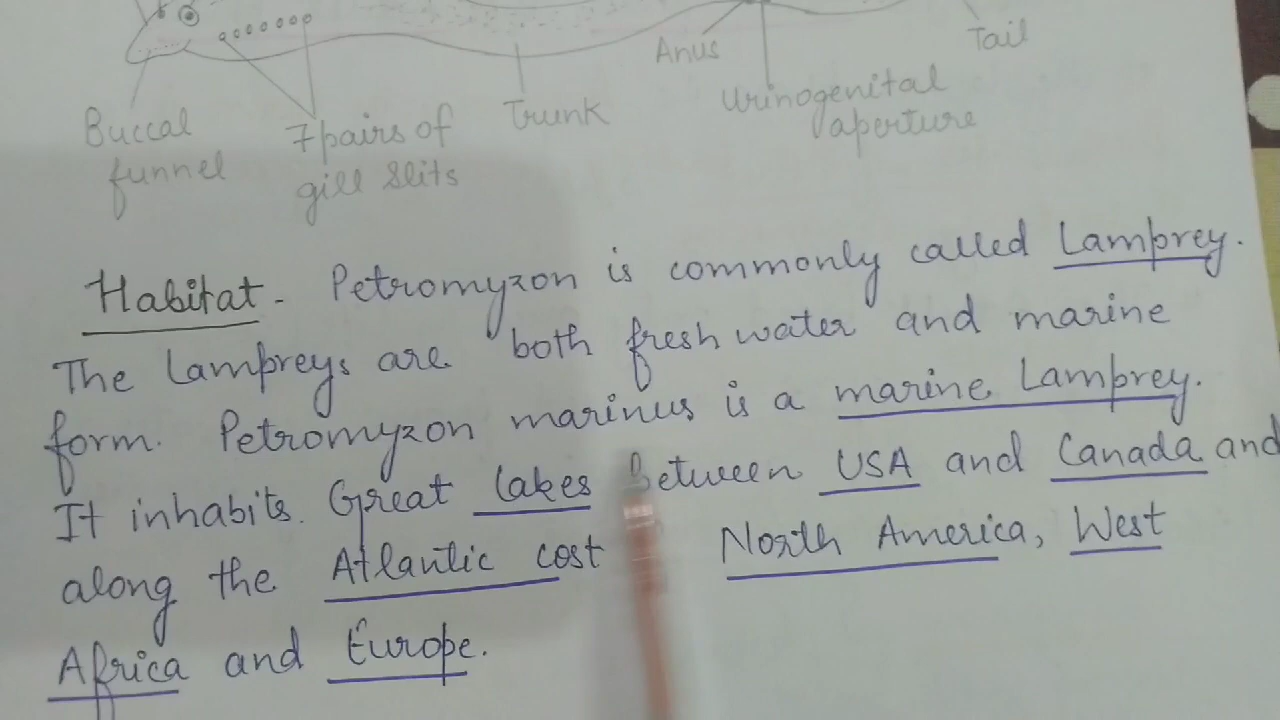 Anus
Tail
Buccal
funnel
7 pairs of
gill slits
Trunk
Urinogenital
aperture
Habitat - Petromyzon is commonly called Lamprey.
The Lampreys are both fresh water and marine
form. Petromyzon marinus is a marine Lamprey.
It inhabits. Great lakes Between USA and Canada and
along the Atlantic cost North America, West
Africa and Europe.